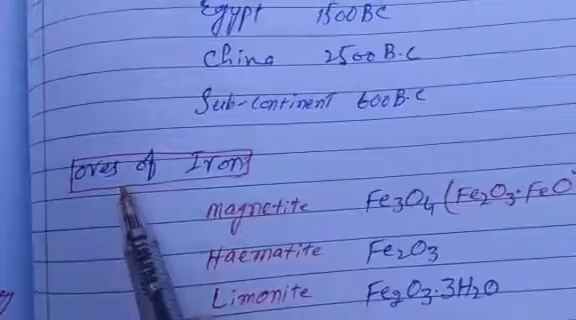 Egypt 1500BC
China 2500 B.C
Sub-continent 600B.C
ores of Iron
magnetite Fe3O4 (Fe2O3.FeO
Haematite Fe2O3
Limonite Fe2O3.3H2O